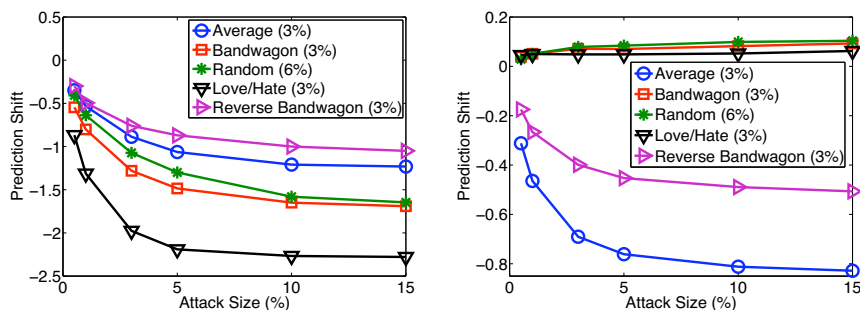 0.5
0
−0.5
−1
−1.5
−2
−2.5
Prediction Shift
Average (3%)
Bandwagon (3%)
Random (6%)
Love/Hate (3%)
Reverse Bandwagon (3%)
0
5
10
15
Attack Size (%)
0.2
0
−0.2
−0.4
−0.6
−0.8
Prediction Shift
Average (3%)
Bandwagon (3%)
Random (6%)
Love/Hate (3%)
Reverse Bandwagon (3%)
0
5
10
15
Attack Size (%)